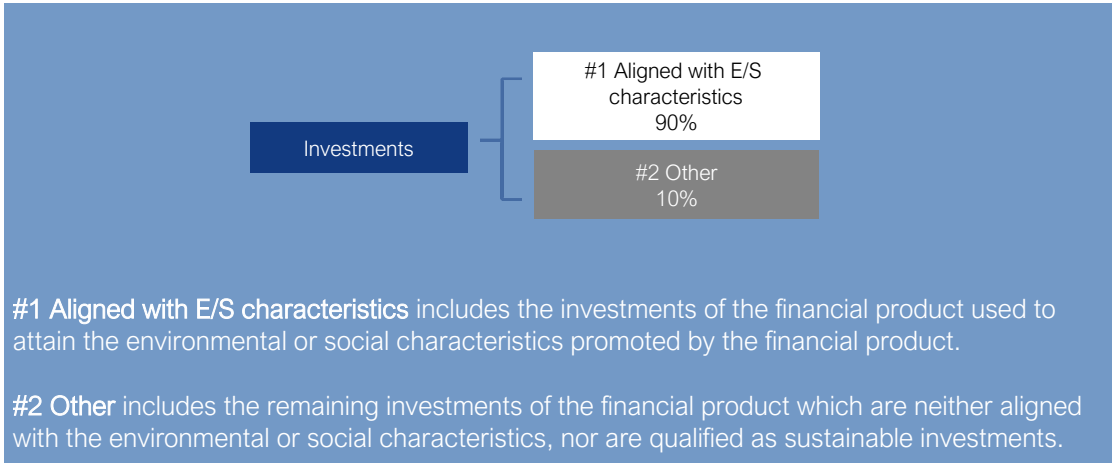 Investments
#1 Aligned with E/S
characteristics
90%
#2 Other
10%
#1 Aligned with E/S characteristics includes the investments of the financial product used to
attain the environmental or social characteristics promoted by the financial product.
#2 Other includes the remaining investments of the financial product which are neither aligned
with the environmental or social characteristics, nor are qualified as sustainable investments.